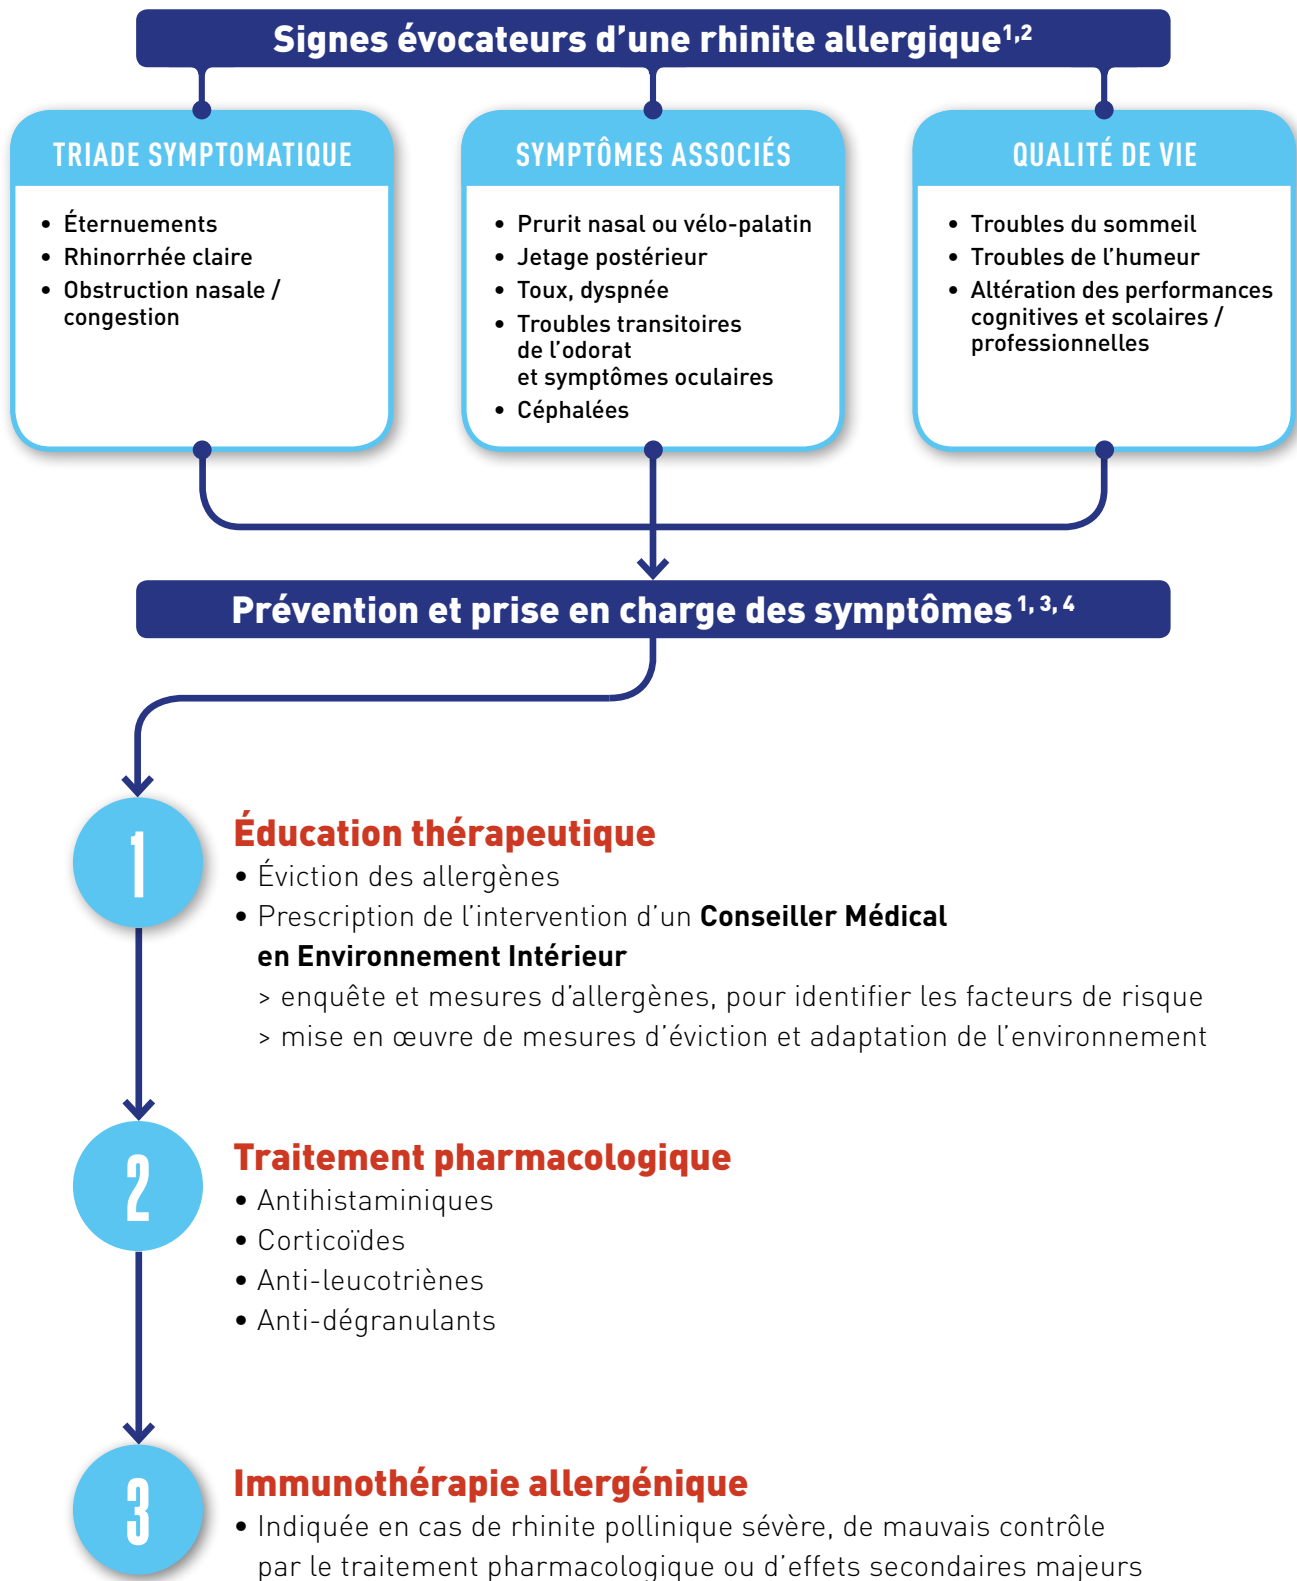 Signes évocateurs d’une rhinite allergique1,2
TRIADE SYMPTOMATIQUE
• Éternuements
• Rhinorrhée claire
• Obstruction nasale /
congestion
SYMPTÔMES ASSOCIÉS
• Prurit nasal ou vélo-palatin
• Jetage postérieur
• Toux, dyspnée
• Troubles transitoires
de l’odorat
et symptômes oculaires
• Céphalées
QUALITÉ DE VIE
• Troubles du sommeil
• Troubles de l’humeur
• Altération des performances
cognitives et scolaires /
professionnelles
Prévention et prise en charge des symptômes1, 3, 4
1
Éducation thérapeutique
• Éviction des allergènes
• Prescription de l’intervention d’un Conseiller Médical
en Environnement Intérieur
> enquête et mesures d’allergènes, pour identifier les facteurs de risque
> mise en œuvre de mesures d’éviction et adaptation de l’environnement
2
Traitement pharmacologique
• Antihistaminiques
• Corticoïdes
• Anti-leucotriènes
• Anti-dégranulants
3
Immunothérapie allergénique
• Indiquée en cas de rhinite pollinique sévère, de mauvais contrôle
par le traitement pharmacologique ou d’effets secondaires majeurs